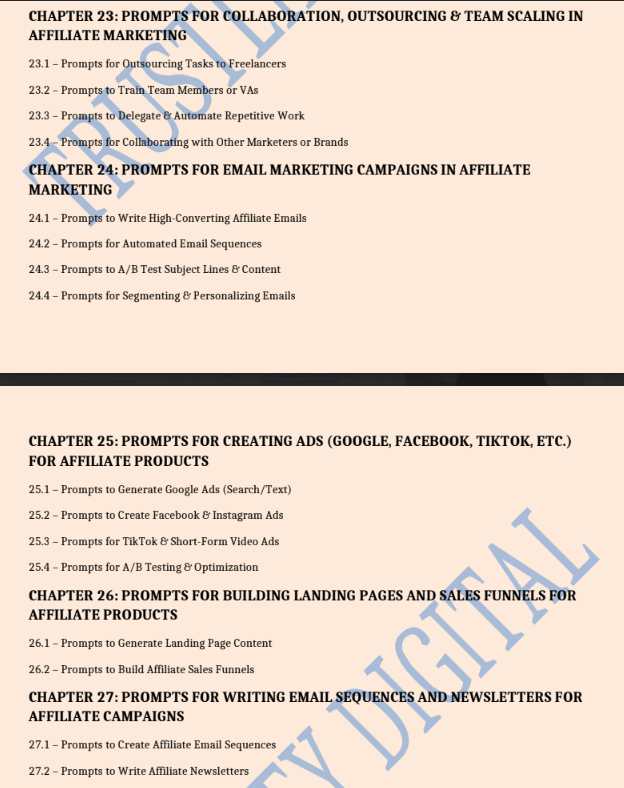 CHAPTER 23: PROMPTS FOR COLLABORATION, OUTSOURCING & TEAM SCALING IN
AFFILIATE MARKETING
23.1 – Prompts for Outsourcing Tasks to Freelancers
23.2 – Prompts to Train Team Members or VAs
23.3 – Prompts to Delegate & Automate Repetitive Work
23.4 – Prompts for Collaborating with Other Marketers or Brands
CHAPTER 24: PROMPTS FOR EMAIL MARKETING CAMPAIGNS IN AFFILIATE
MARKETING
24.1 – Prompts to Write High-Converting Affiliate Emails
24.2 – Prompts for Automated Email Sequences
24.3 – Prompts to A/B Test Subject Lines & Content
24.4 – Prompts for Segmenting & Personalizing Emails
CHAPTER 25: PROMPTS FOR CREATING ADS (GOOGLE, FACEBOOK, TIKTOK, ETC.)
FOR AFFILIATE PRODUCTS
25.1 – Prompts to Generate Google Ads (Search/Text)
25.2 – Prompts to Create Facebook & Instagram Ads
25.3 – Prompts for TikTok & Short-Form Video Ads
25.4 – Prompts for A/B Testing & Optimization
CHAPTER 26: PROMPTS FOR BUILDING LANDING PAGES AND SALES FUNNELS FOR
AFFILIATE PRODUCTS
26.1 – Prompts to Generate Landing Page Content
26.2 – Prompts to Build Affiliate Sales Funnels
CHAPTER 27: PROMPTS FOR WRITING EMAIL SEQUENCES AND NEWSLETTERS FOR
AFFILIATE CAMPAIGNS
27.1 – Prompts to Create Affiliate Email Sequences
27.2 – Prompts to Write Affiliate Newsletters
DIGITAL